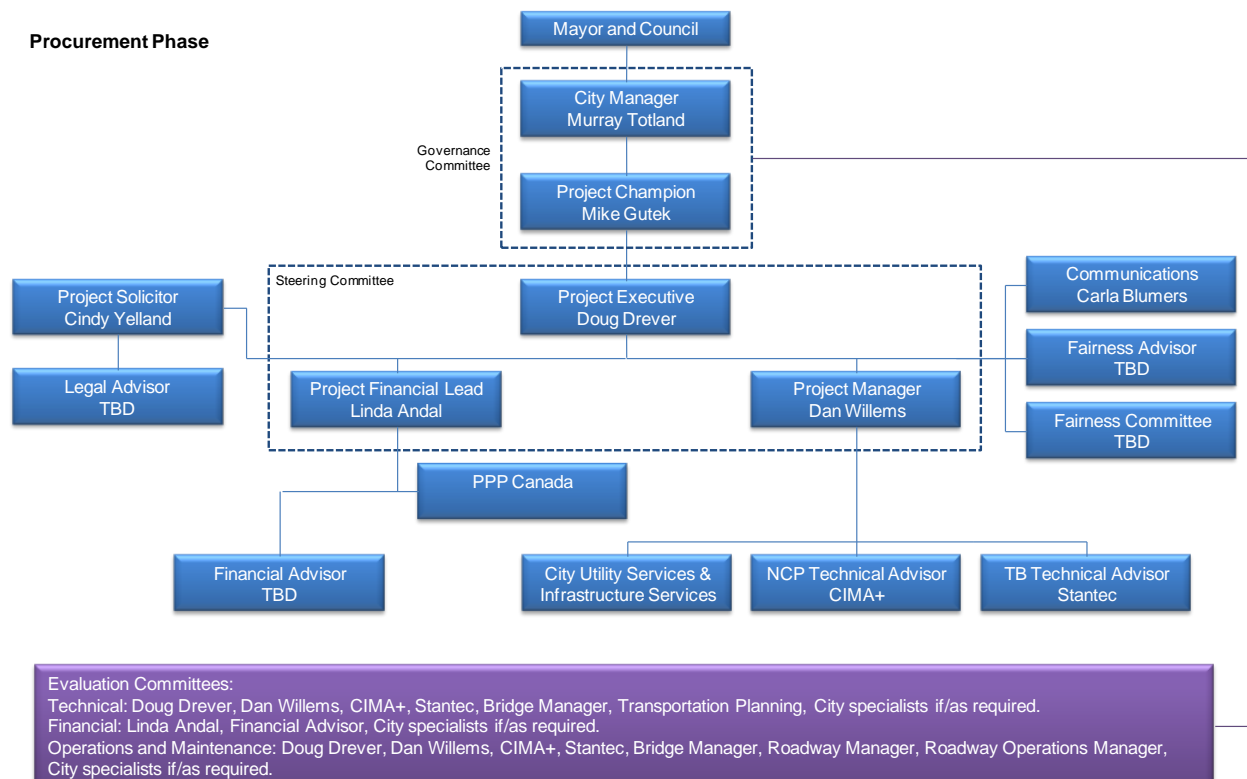 Procurement Phase
Mayor and Council
City Manager
Murray Totland
Governance
Committee
Project Champion
Mike Gutek
Steering Committee
Project Executive
Doug Drever
Communications
Carla Blumers
Project Solicitor
Cindy Yelland
Fairness Advisor
TBD
Legal Advisor
TBD
Project Financial Lead
Linda Andal
Project Manager
Dan Willems
Fairness Committee
TBD
PPP Canada
Financial Advisor
TBD
City Utility Services &
Infrastructure Services
NCP Technical Advisor
CIMA+
TB Technical Advisor
Stantec
Evaluation Committees:
Technical: Doug Drever, Dan Willems, CIMA+, Stantec, Bridge Manager, Transportation Planning, City specialists if/as required.
Financial: Linda Andal, Financial Advisor, City specialists if/as required.
Operations and Maintenance: Doug Drever, Dan Willems, CIMA+, Stantec, Bridge Manager, Roadway Manager, Roadway Operations Manager,
City specialists if/as required.